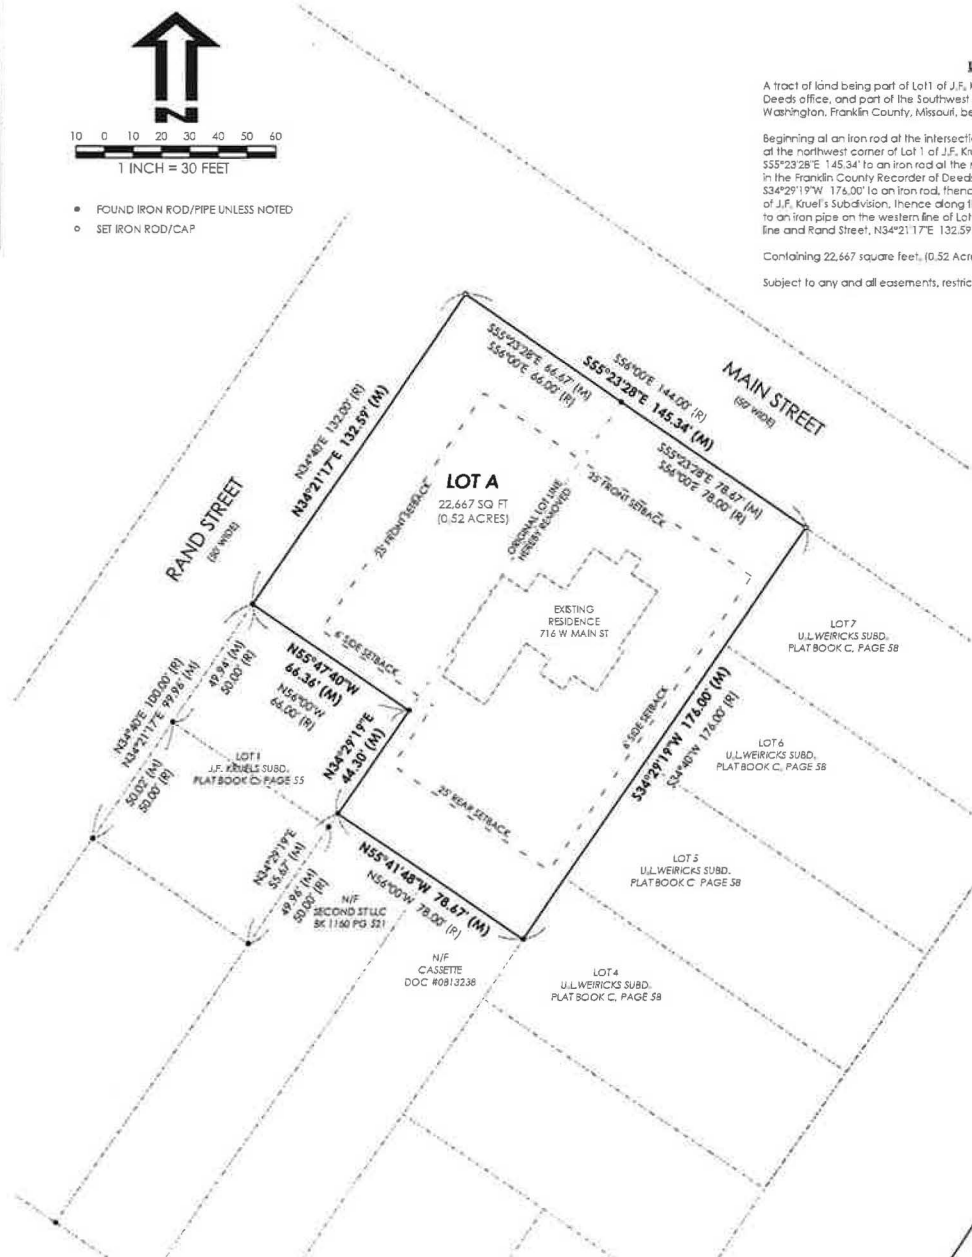 N
10 0 10 20 30 40 50 60
1 INCH = 30 FEET
FOUND IRON ROD/PIPE UNLESS NOTED
SET IRON ROD/CAP
A tract of land being part of Lot1 of J.F.
Deeds office, and part of the Southwest
Washington, Franklin County, Missouri, be
Beginning at an iron rod at the intersecti
at the northwest corner of Lot 1 of J.F. Kru
S55°23'28"E 145.34' to an iron rod at the
in the Franklin County Recorder of Deeds
S34°29'19"W 176.00' to an iron rod, thenc
of J.F. Kruel's Subdivision, thence along
to an iron pipe on the western line of Lot
line and Rand Street, N34°21'17"E 132.59
Containing 22,667 square feet, (0.52 Acre
Subject to any and all easements, restric
S55°23'28"E 66.67' (M)
S56°00'E 66.00' (R)
S56°00'E 144.00' (R)
S55°23'28"E 145.34' (M)
MAIN STREET
(50' WIDE)
S55°23'28"E 78.67' (M)
S56°00'E 78.00' (R)
N34°40'E 132.00' (R)
N34°21'17"E 132.59' (M)
RAND STREET
(50' WIDE)
LOT A
22,667 SQ FT
(0.52 ACRES)
25' FRONT SETBACK
ORIGINAL LOT LINE
HEREBY REMOVED
25' FRONT SETBACK
EXISTING
RESIDENCE
716 W MAIN ST
6' SIDE SETBACK
N55°47'40"W
66.36' (M)
N56°00'W
66.00' (R)
N34°29'19"E
44.30' (M)
6' SIDE SETBACK
S34°29'19"W 176.00' (M)
S34°40'W 176.00' (R)
25' REAR SETBACK
N55°41'48"W 78.67' (M)
N56°00'W 78.00' (R)
N34°40'E 100.00' (R)
N34°21'17"E 99.96' (M)
49.94' (M)
50.00' (R)
50.02' (M)
50.00' (R)
LOT 1
J.F. KRUELS SUBD.
PLAT BOOK C, PAGE 55
N34°29'19"E
55.67' (M)
49.96' (M)
50.00' (R)
N/F
SECOND ST LLC
BK 1160 PG 521
N/F
CASSETTE
DOC #0813238
LOT 7
U.L.WEIRICKS SUBD.
PLAT BOOK C, PAGE 58
LOT 6
U.L.WEIRICKS SUBD.
PLAT BOOK C, PAGE 58
LOT 5
U.L.WEIRICKS SUBD.
PLAT BOOK C PAGE 58
LOT 4
U.L.WEIRICKS SUBD.
PLAT BOOK C, PAGE 58